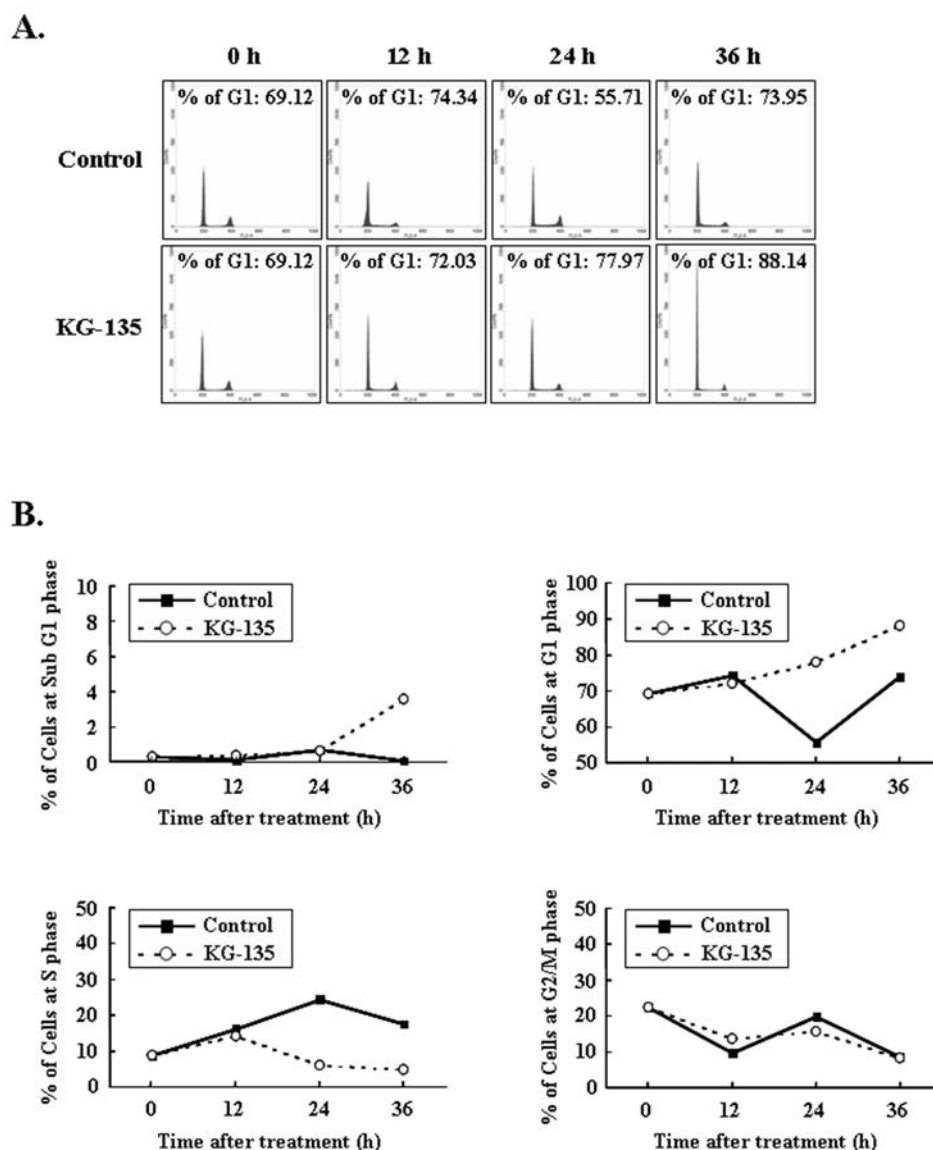 A.
0 h 12 h 24 h 36 h
Control
% of G1: 69.12 % of G1: 74.34 % of G1: 55.71 % of G1: 73.95
KG-135
% of G1: 69.12 % of G1: 72.03 % of G1: 77.97 % of G1: 88.14
B.
% of Cells at Sub G1 phase
10
8
6
4
2
0
Control
KG-135
0 12 24 36
Time after treatment (h)
% of Cells at G1 phase
100
90
80
70
60
50
Control
KG-135
0 12 24 36
Time after treatment (h)
% of Cells at S phase
50
40
30
20
10
0
Control
KG-135
0 12 24 36
Time after treatment (h)
% of Cells at G2/M phase
50
40
30
20
10
0
Control
KG-135
0 12 24 36
Time after treatment (h)